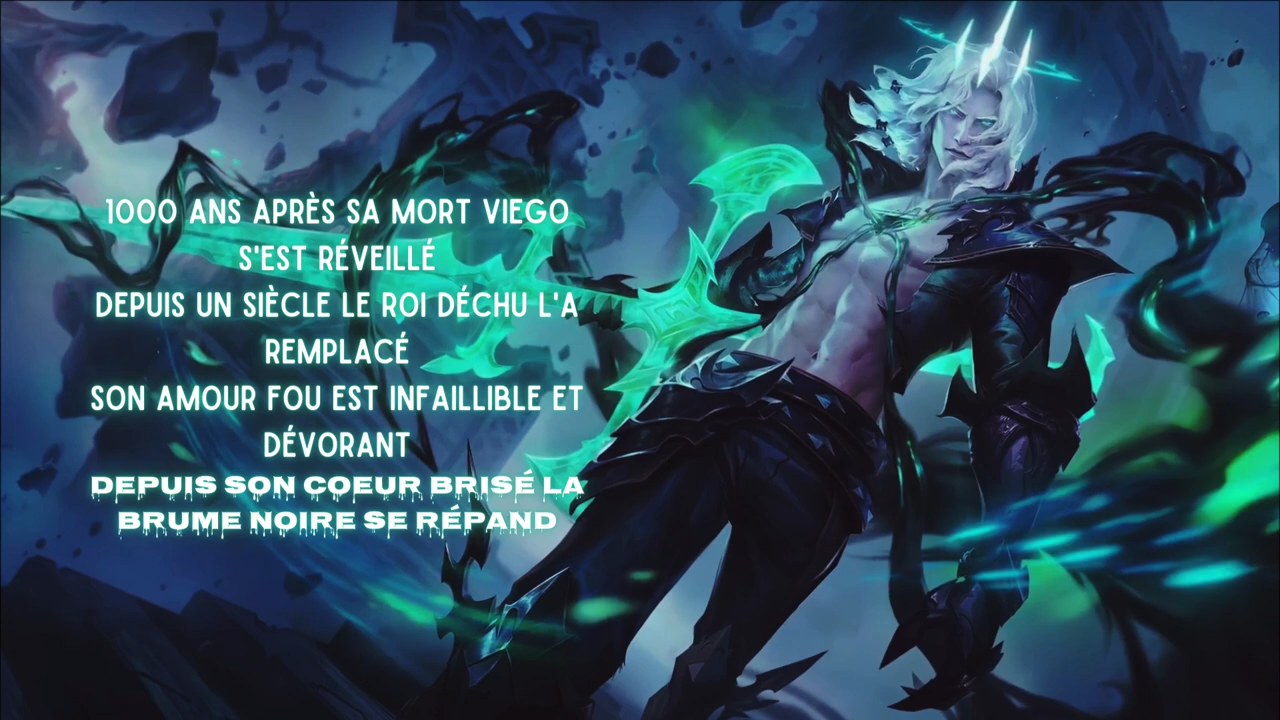 1000 ANS APRÈS SA MORT VIEGO
S'EST RÉVEILLÉ
DEPUIS UN SIÈCLE LE ROI DÉCHU L'A
REMPLACÉ
SON AMOUR FOU EST INFAILLIBLE ET
DÉVORANT
DEPUIS SON COEUR BRISÉ LA
BRUME NOIRE SE RÉPAND